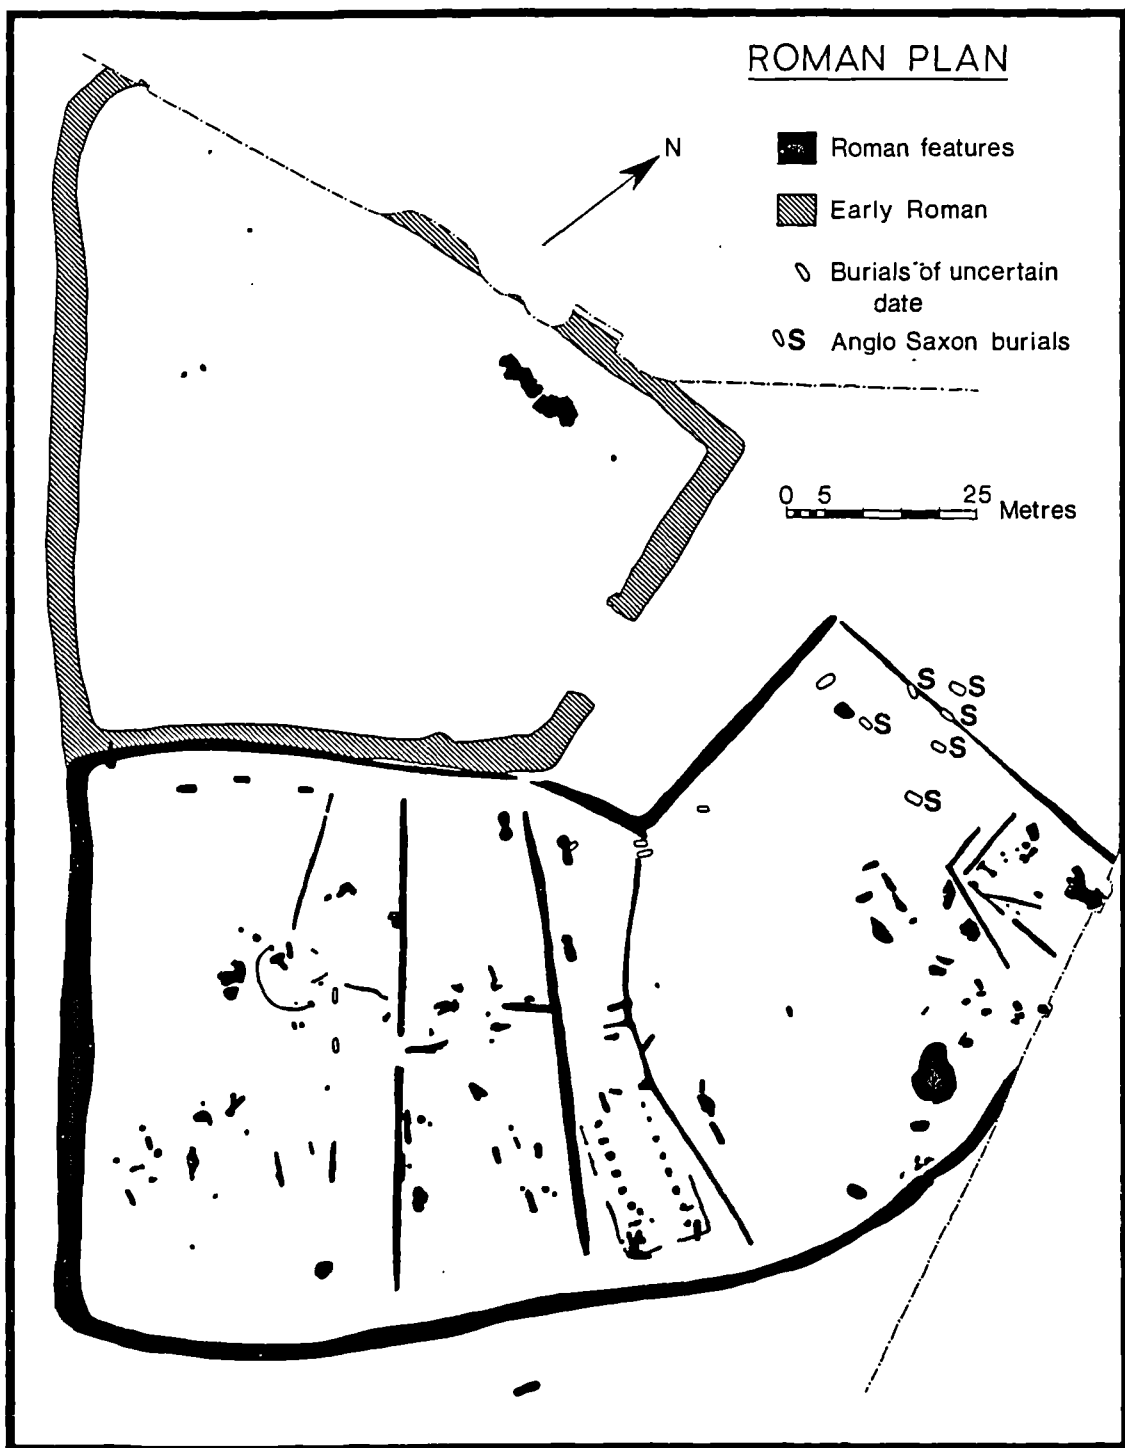 ROMAN PLAN
N
Roman features
Early Roman
Burials of uncertain
date
S Anglo Saxon burials
0 5 25 Metres
S S
S
S
S
S